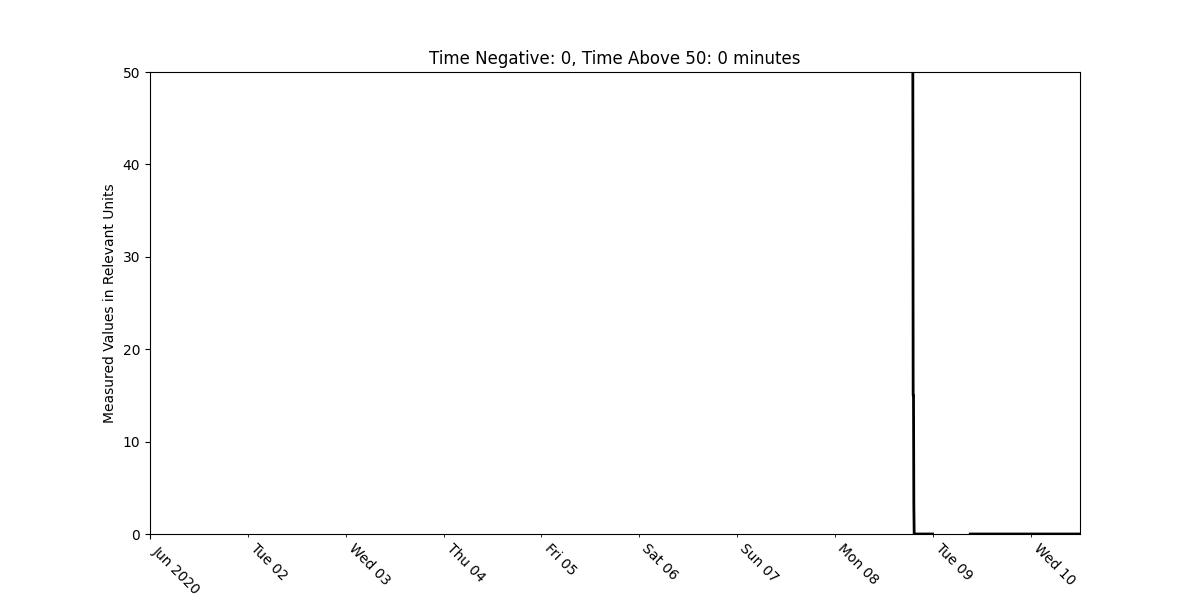 Time Negative: 0, Time Above 50: 0 minutes
Measured Values in Relevant Units
50
40
30
20
10
0
Jun 2020
Tue 02
Wed 03
Thu 04
Fri 05
Sat 06
Sun 07
Mon 08
Tue 09
Wed 10